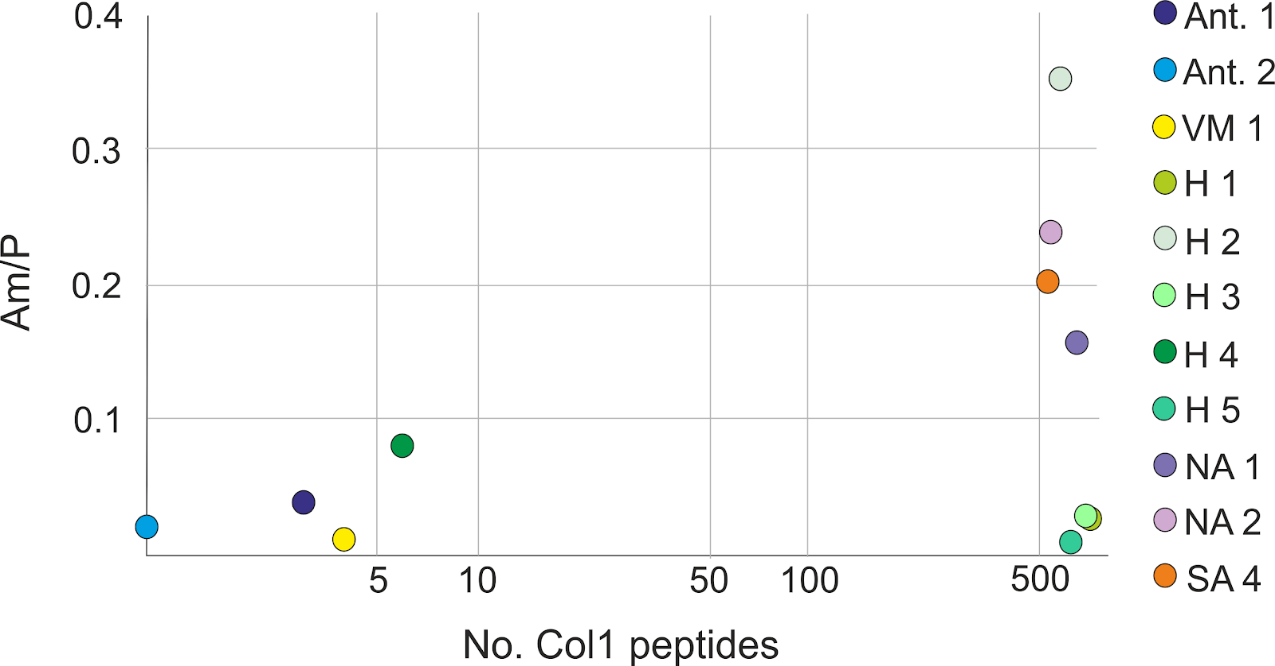 0.4
0.3
0.2
0.1
Am/P
5 10 50 100 500
No. Col1 peptides
Ant. 1
Ant. 2
VM 1
H 1
H 2
H 3
H 4
H 5
NA 1
NA 2
SA 4